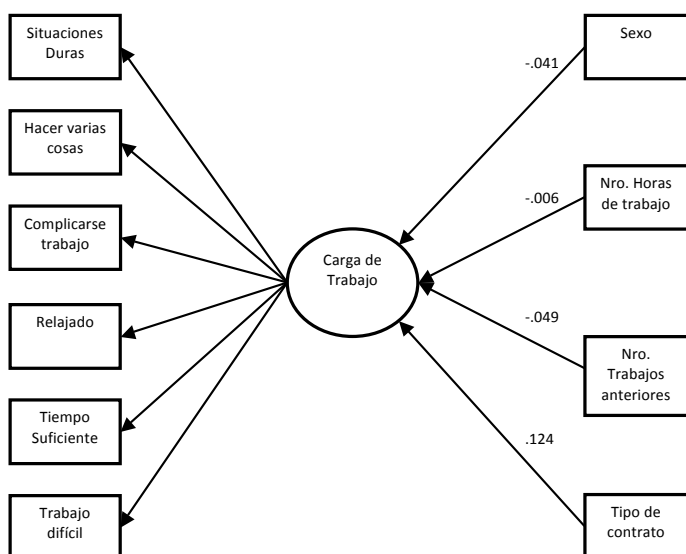 Situaciones
Duras
Hacer varias
cosas
Complicarse
trabajo
Relajado
Tiempo
Suficiente
Trabajo
difícil
Carga de
Trabajo
-.041
-.006
-.049
.124
Sexo
Nro. Horas
de trabajo
Nro.
Trabajos
anteriores
Tipo de
contrato